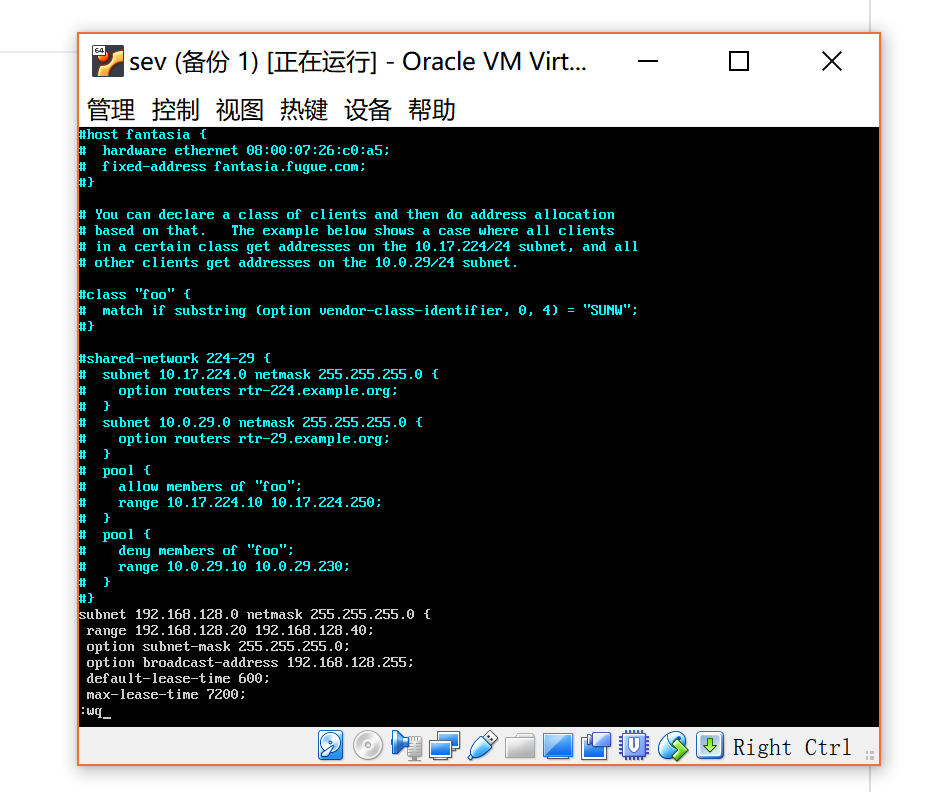 64
sev (备份 1) [正在运行] - Oracle VM Virt...
管理 控制 视图 热键 设备 帮助
#host fantasia {
#  hardware ethernet 08:00:07:26:c0:a5;
#  fixed-address fantasia.fugue.com;
#}
# You can declare a class of clients and then do address allocation
# based on that.   The example below shows a case where all clients
# in a certain class get addresses on the 10.17.224/24 subnet, and all
# other clients get addresses on the 10.0.29/24 subnet.
#class "foo" {
#  match if substring (option vendor-class-identifier, 0, 4) = "SUNW";
#}
#shared-network 224-29 {
#  subnet 10.17.224.0 netmask 255.255.255.0 {
#    option routers rtr-224.example.org;
#  }
#  subnet 10.0.29.0 netmask 255.255.255.0 {
#    option routers rtr-29.example.org;
#  }
#  pool {
#    allow members of "foo";
#    range 10.17.224.10 10.17.224.250;
#  }
#  pool {
#    deny members of "foo";
#    range 10.0.29.10 10.0.29.230;
#  }
#}
subnet 192.168.128.0 netmask 255.255.255.0 {
 range 192.168.128.20 192.168.128.40;
 option subnet-mask 255.255.255.0;
 option broadcast-address 192.168.128.255;
 default-lease-time 600;
 max-lease-time 7200;
:wq_
Right Ctrl